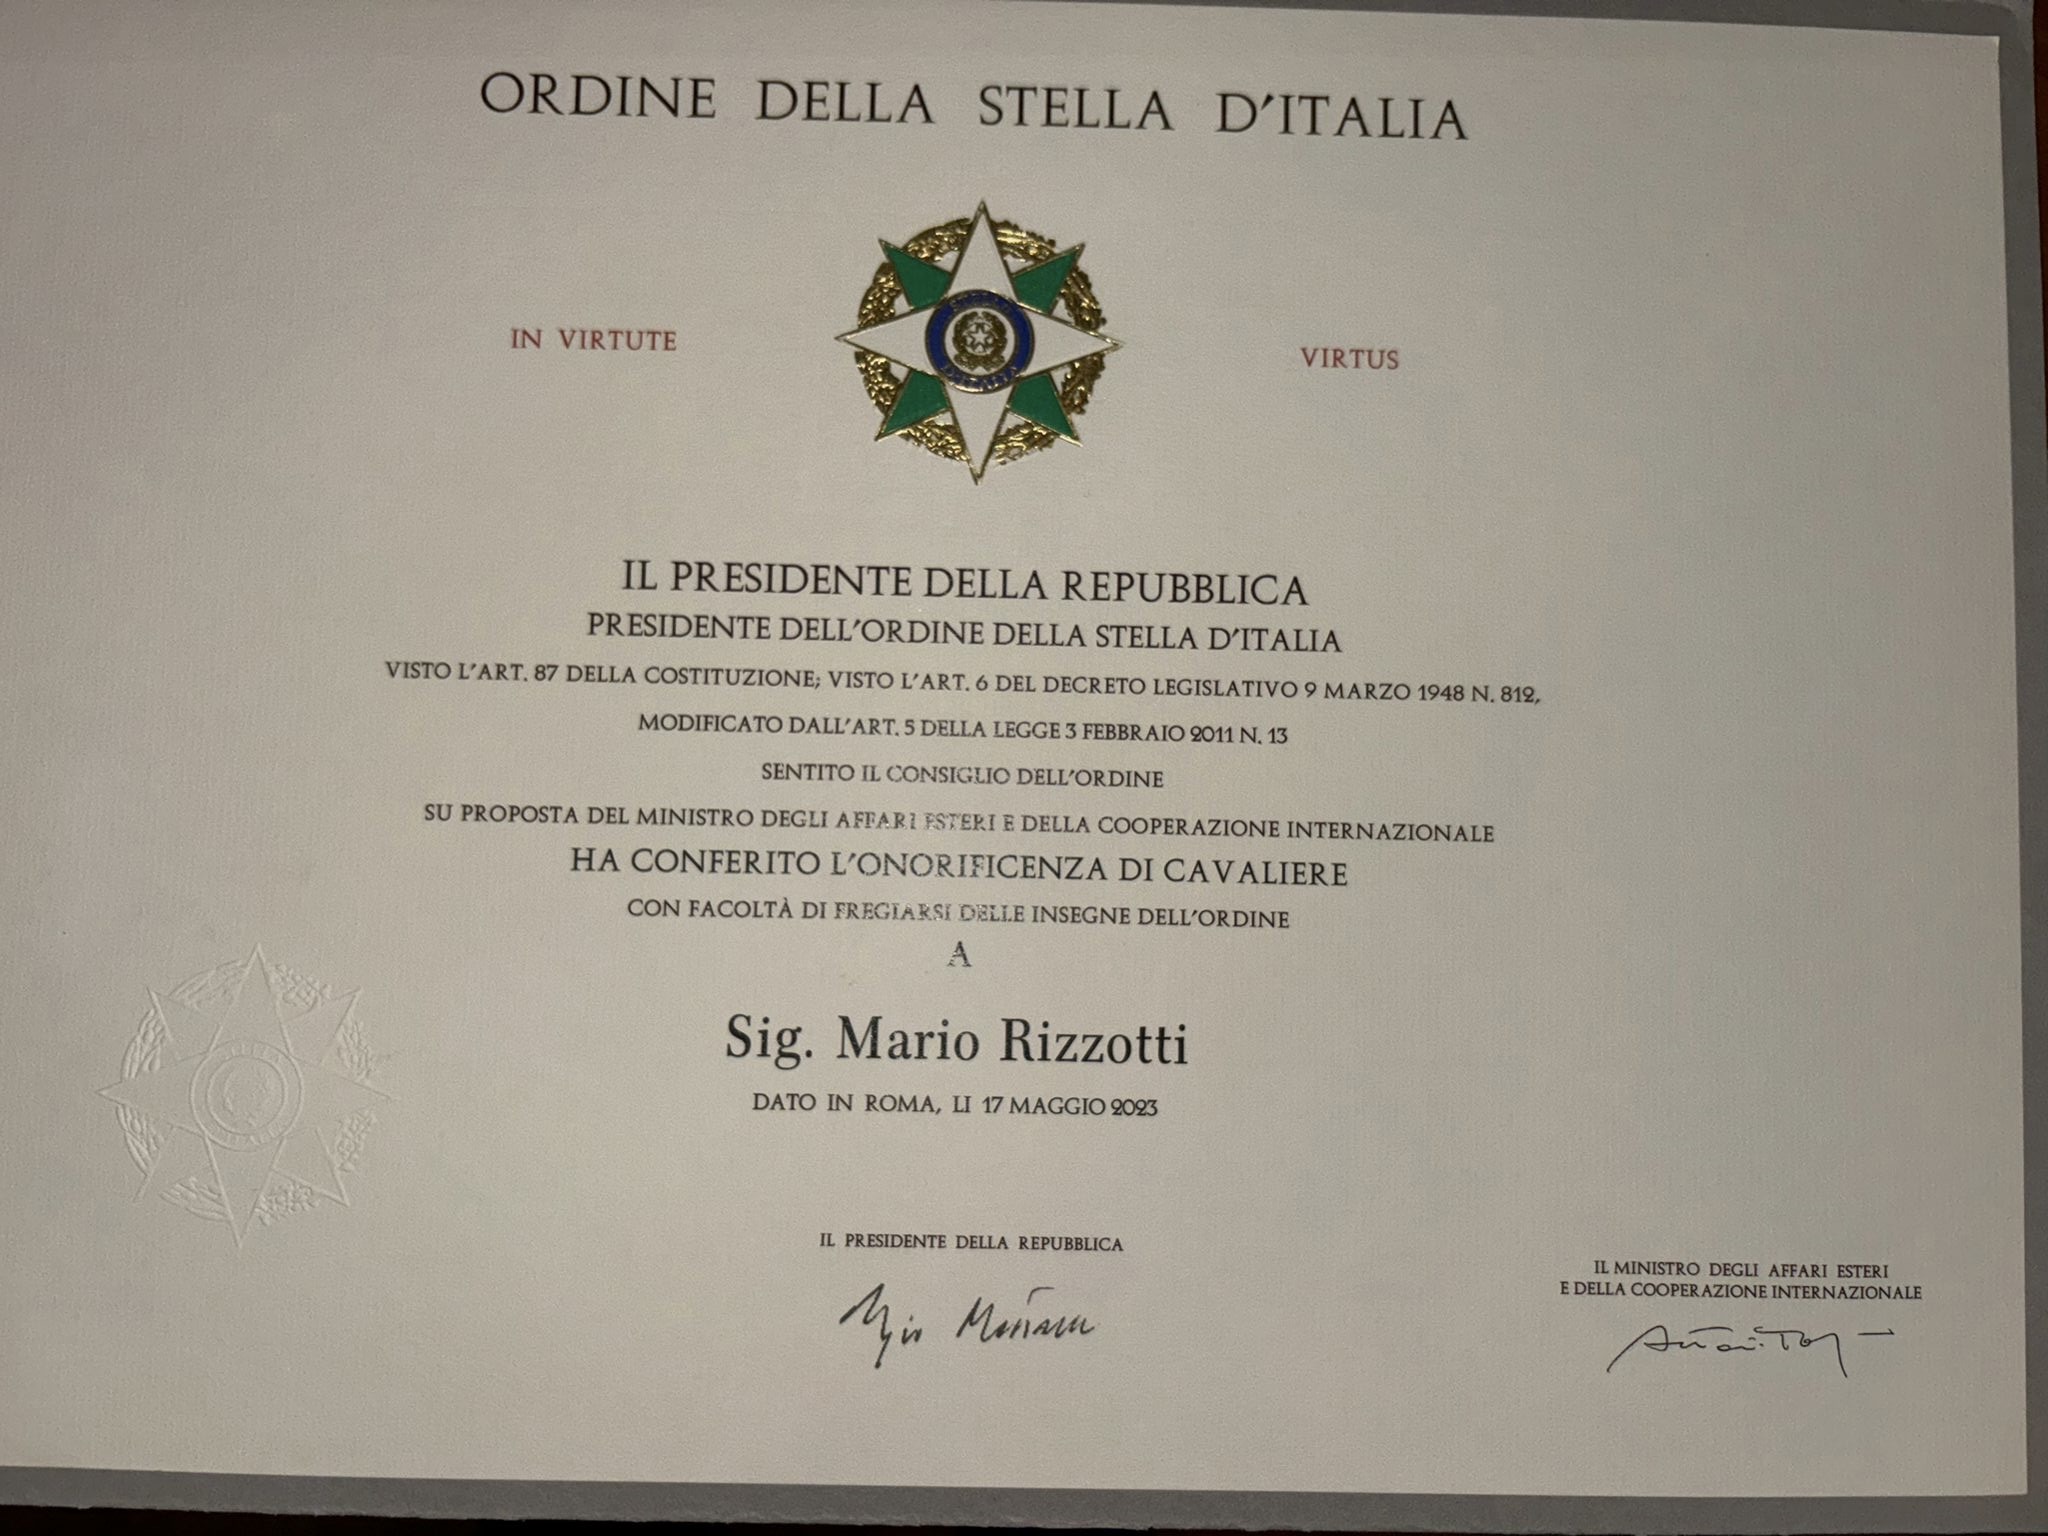 ORDINE DELLA STELLA D'ITALIA
IN VIRTUTE
VIRTUS
IL PRESIDENTE DELLA REPUBBLICA
PRESIDENTE DELL'ORDINE DELLA STELLA D'ITALIA
VISTO L'ART. 87 DELLA COSTITUZIONE; VISTO L'ART. 6 DEL DECRETO LEGISLATIVO 9 MARZO 1948 N. 812,
MODIFICATO DALL'ART. 5 DELLA LEGGE 3 FEBBRAIO 2011 N. 13
SENTITO IL CONSIGLIO DELL'ORDINE
SU PROPOSTA DEL MINISTRO DEGLI AFFARI ESTERI E DELLA COOPERAZIONE INTERNAZIONALE
HA CONFERITO L'ONORIFICENZA DI CAVALIERE
CON FACOLTÀ DI FREGIARSI DELLE INSEGNE DELL'ORDINE
A
Sig. Mario Rizzotti
DATO IN ROMA, LI 17 MAGGIO 2023
IL PRESIDENTE DELLA REPUBBLICA
IL MINISTRO DEGLI AFFARI ESTERI
E DELLA COOPERAZIONE INTERNAZIONALE